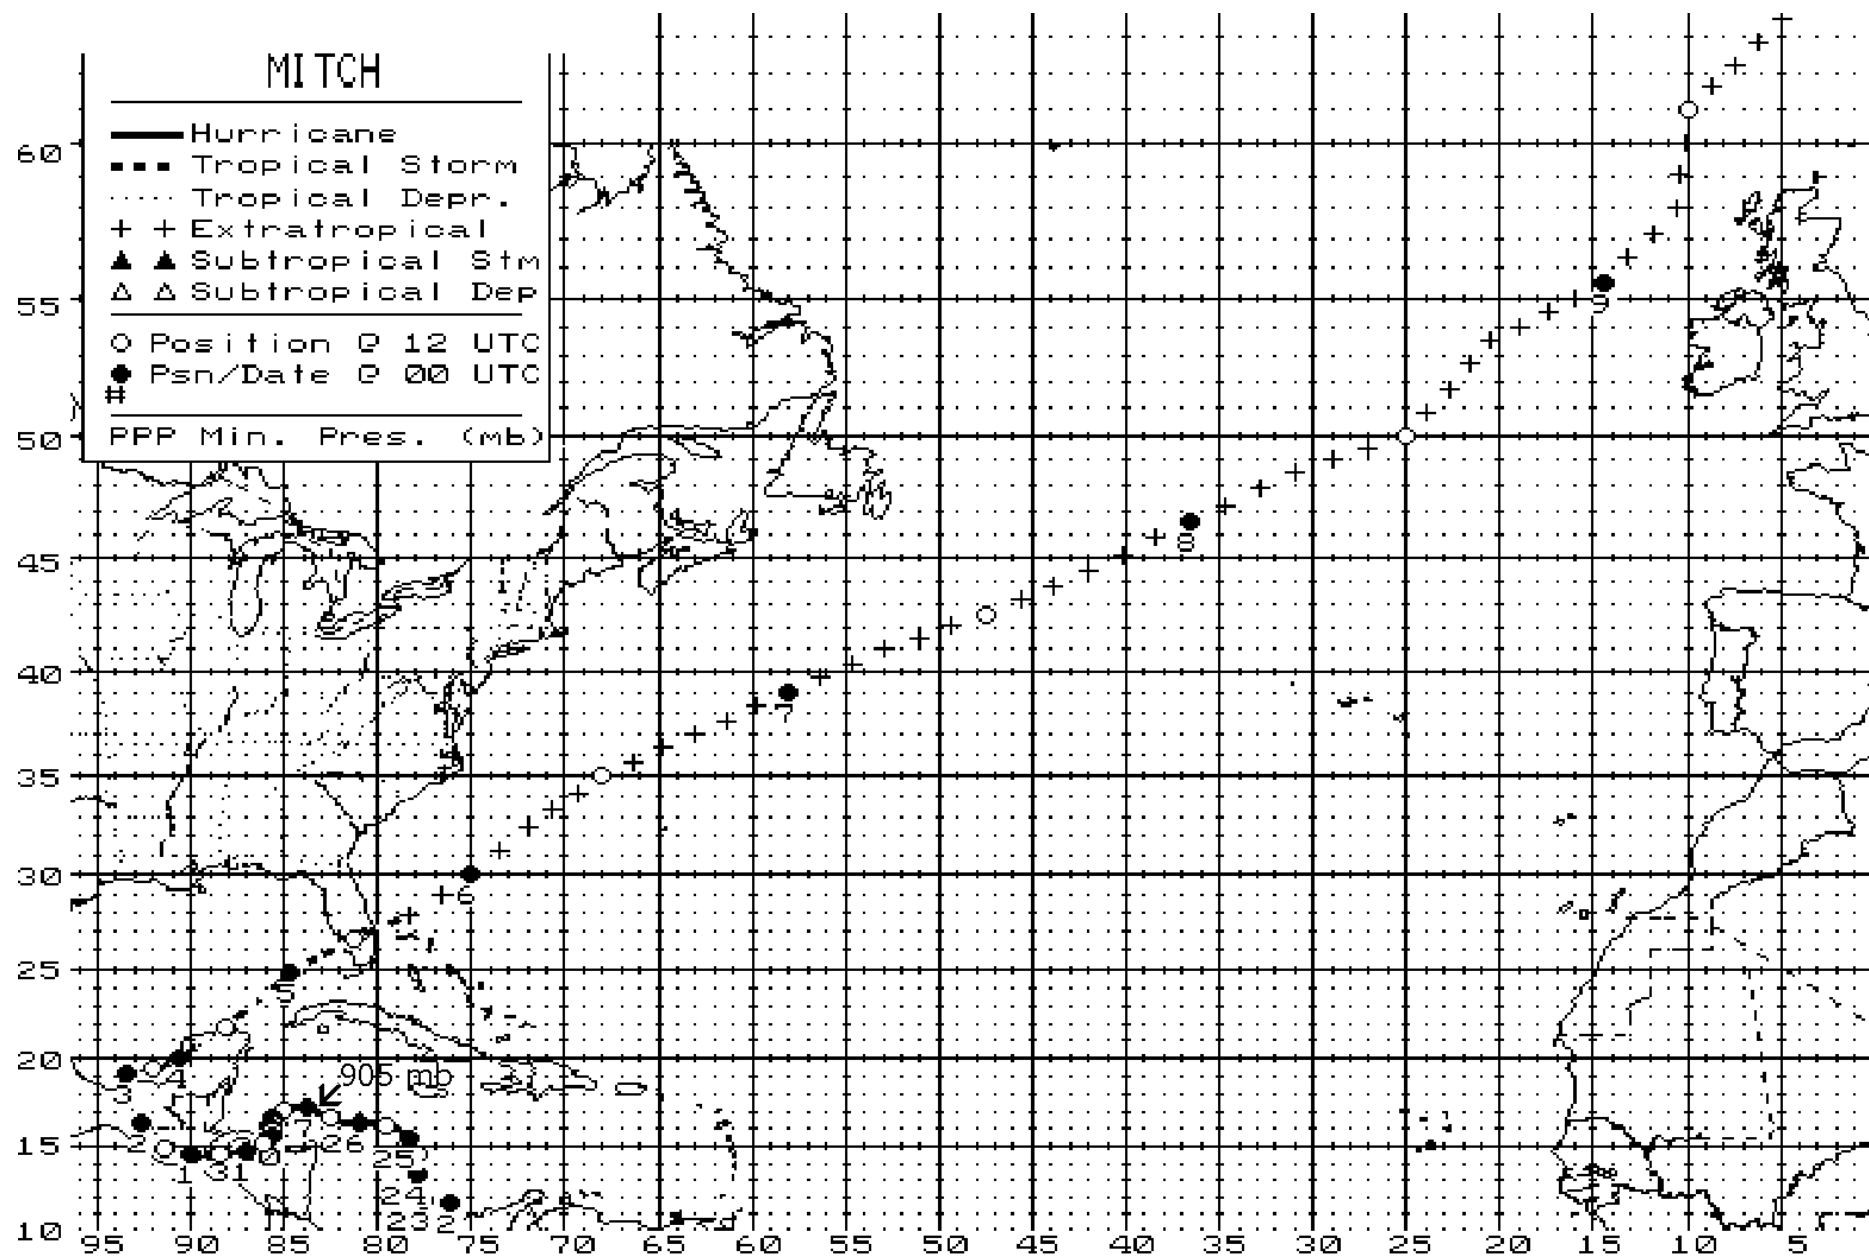 MITCH
Hurricane
Tropical Storm
Tropical Depr.
+ + Extratropical
Subtropical Stm
Subtropical Dep
Position @ 12 UTC
Psn/Date @ 00 UTC
#
PPP Min. Pres. (mb)
60
55
50
45
40
35
30
25
20
15
10
9
8
7
6
5
4
3
905 mb
2
1
31
26
25
24
23
95 90 85 80 75 70 65 60 55 50 45 40 35 30 25 20 15 10 5